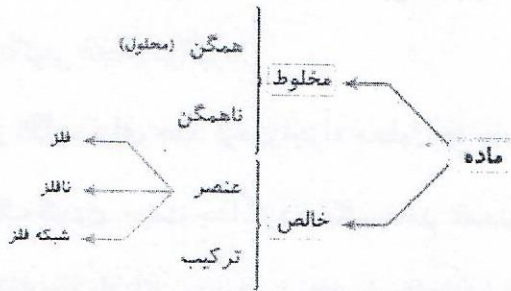 ماده
مخلوط
همگن (محلول)
ناهمگن
خالص
عنصر
فلز
نافلز
شبکه فلز
ترکیب